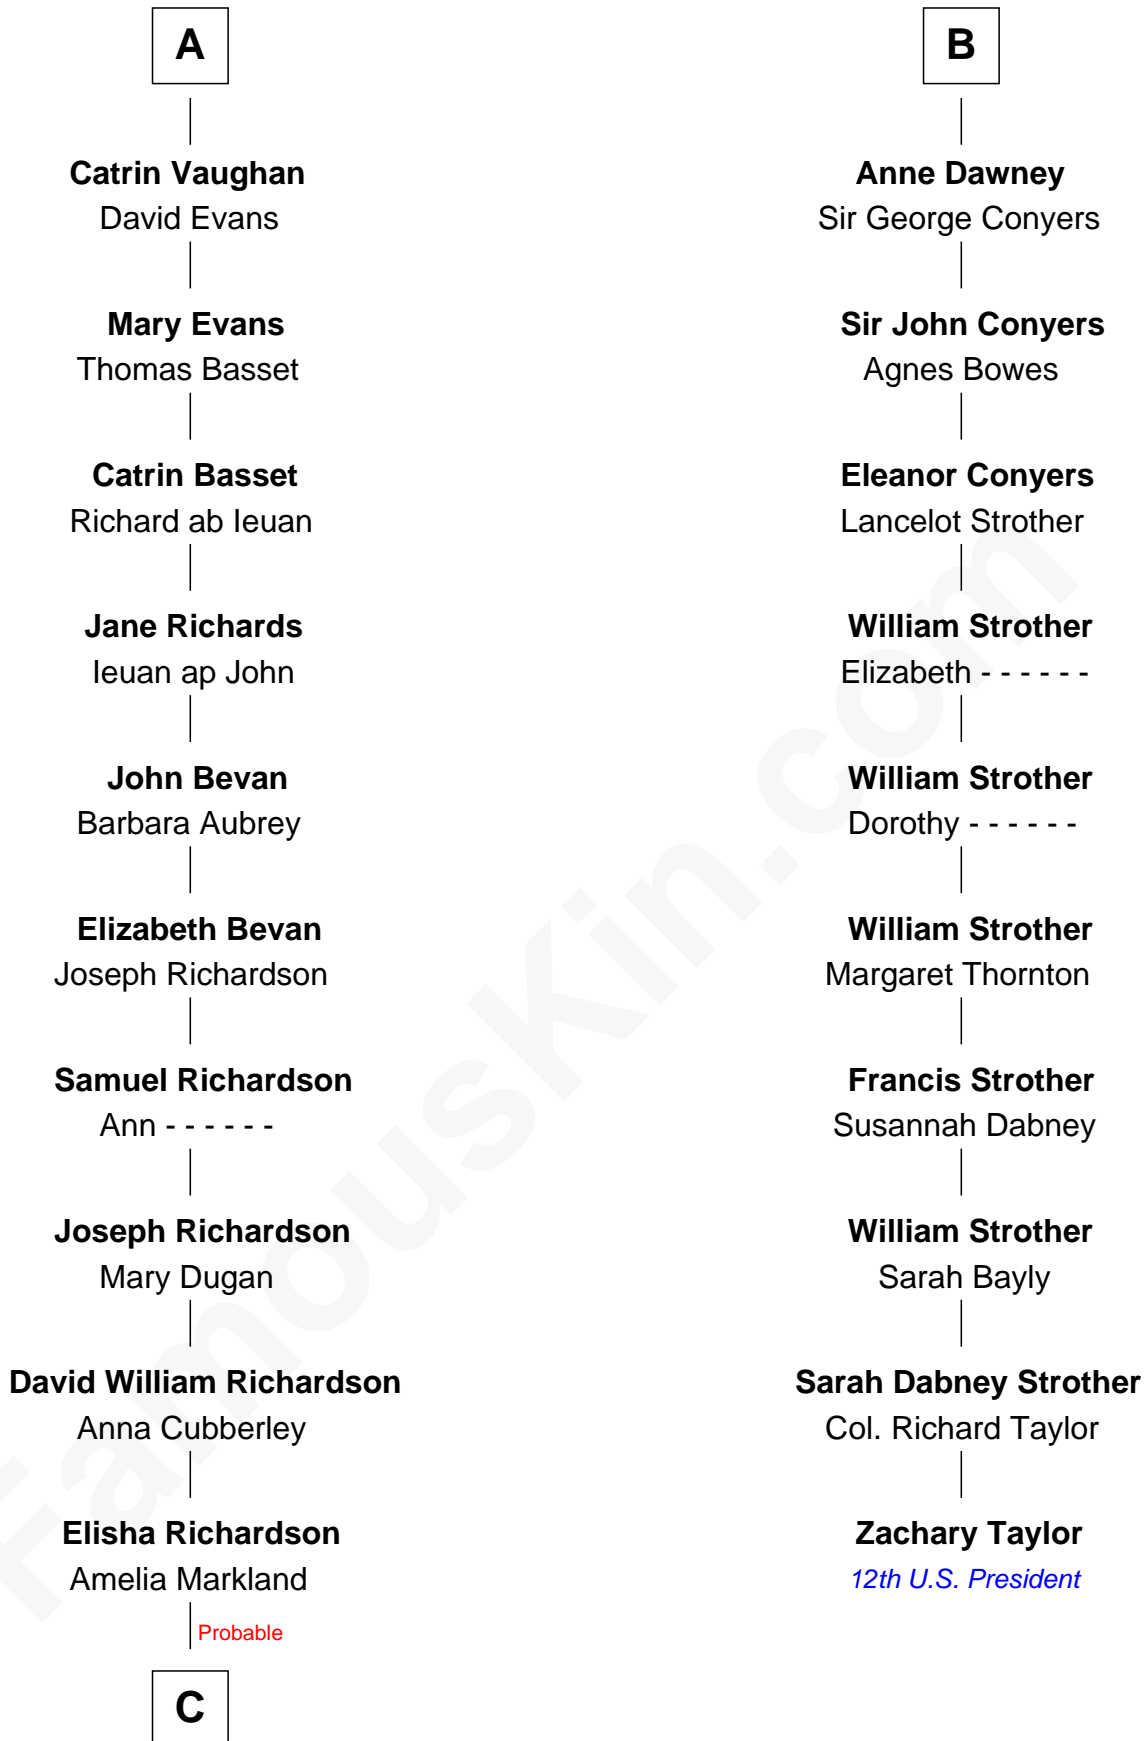 A
Catrin Vaughan
David Evans
Mary Evans
Thomas Basset
Catrin Basset
Richard ab Ieuan
Jane Richards
Ieuan ap John
John Bevan
Barbara Aubrey
Elizabeth Bevan
Joseph Richardson
Samuel Richardson
Ann - - - - - -
Joseph Richardson
Mary Dugan
David William Richardson
Anna Cubberley
Elisha Richardson
Amelia Markland
Probable
C
B
Anne Dawney
Sir George Conyers
Sir John Conyers
Agnes Bowes
Eleanor Conyers
Lancelot Strother
William Strother
Elizabeth - - - - - -
William Strother
Dorothy - - - - - -
William Strother
Margaret Thornton
Francis Strother
Susannah Dabney
William Strother
Sarah Bayly
Sarah Dabney Strother
Col. Richard Taylor
Zachary Taylor
12th U.S. President
FamousKin.com